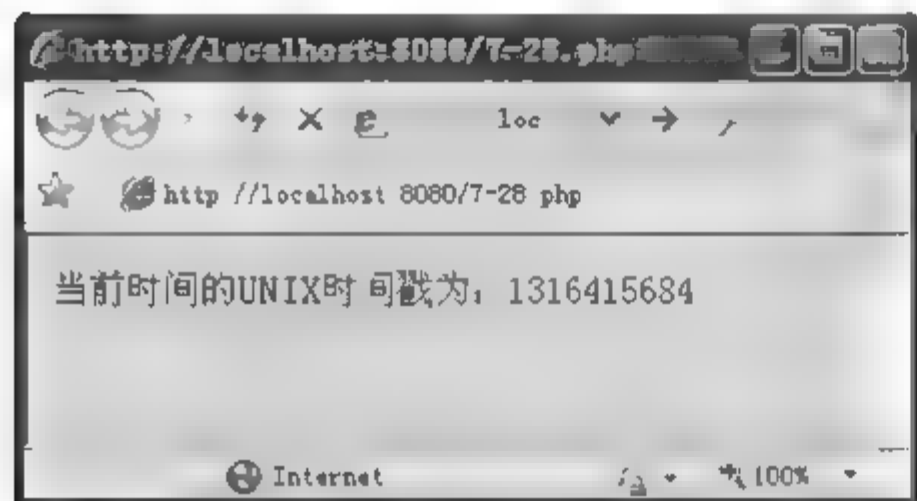 http://localhost:8080/7-28.php
loc
http //localhost 8080/7-28 php
当前时间的UNIX时间戳为：1316415684
Internet
100%